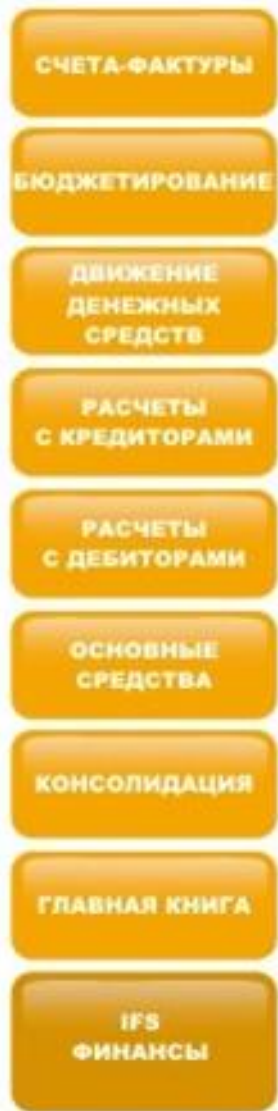 СЧЕТА-ФАКТУРЫ
БЮДЖЕТИРОВАНИЕ
ДВИЖЕНИЕ
ДЕНЕЖНЫХ
СРЕДСТВ
РАСЧЕТЫ
С КРЕДИТОРАМИ
РАСЧЕТЫ
С ДЕБИТОРАМИ
ОСНОВНЫЕ
СРЕДСТВА
КОНСОЛИДАЦИЯ
ГЛАВНАЯ КНИГА
IFS
ФИНАНСЫ